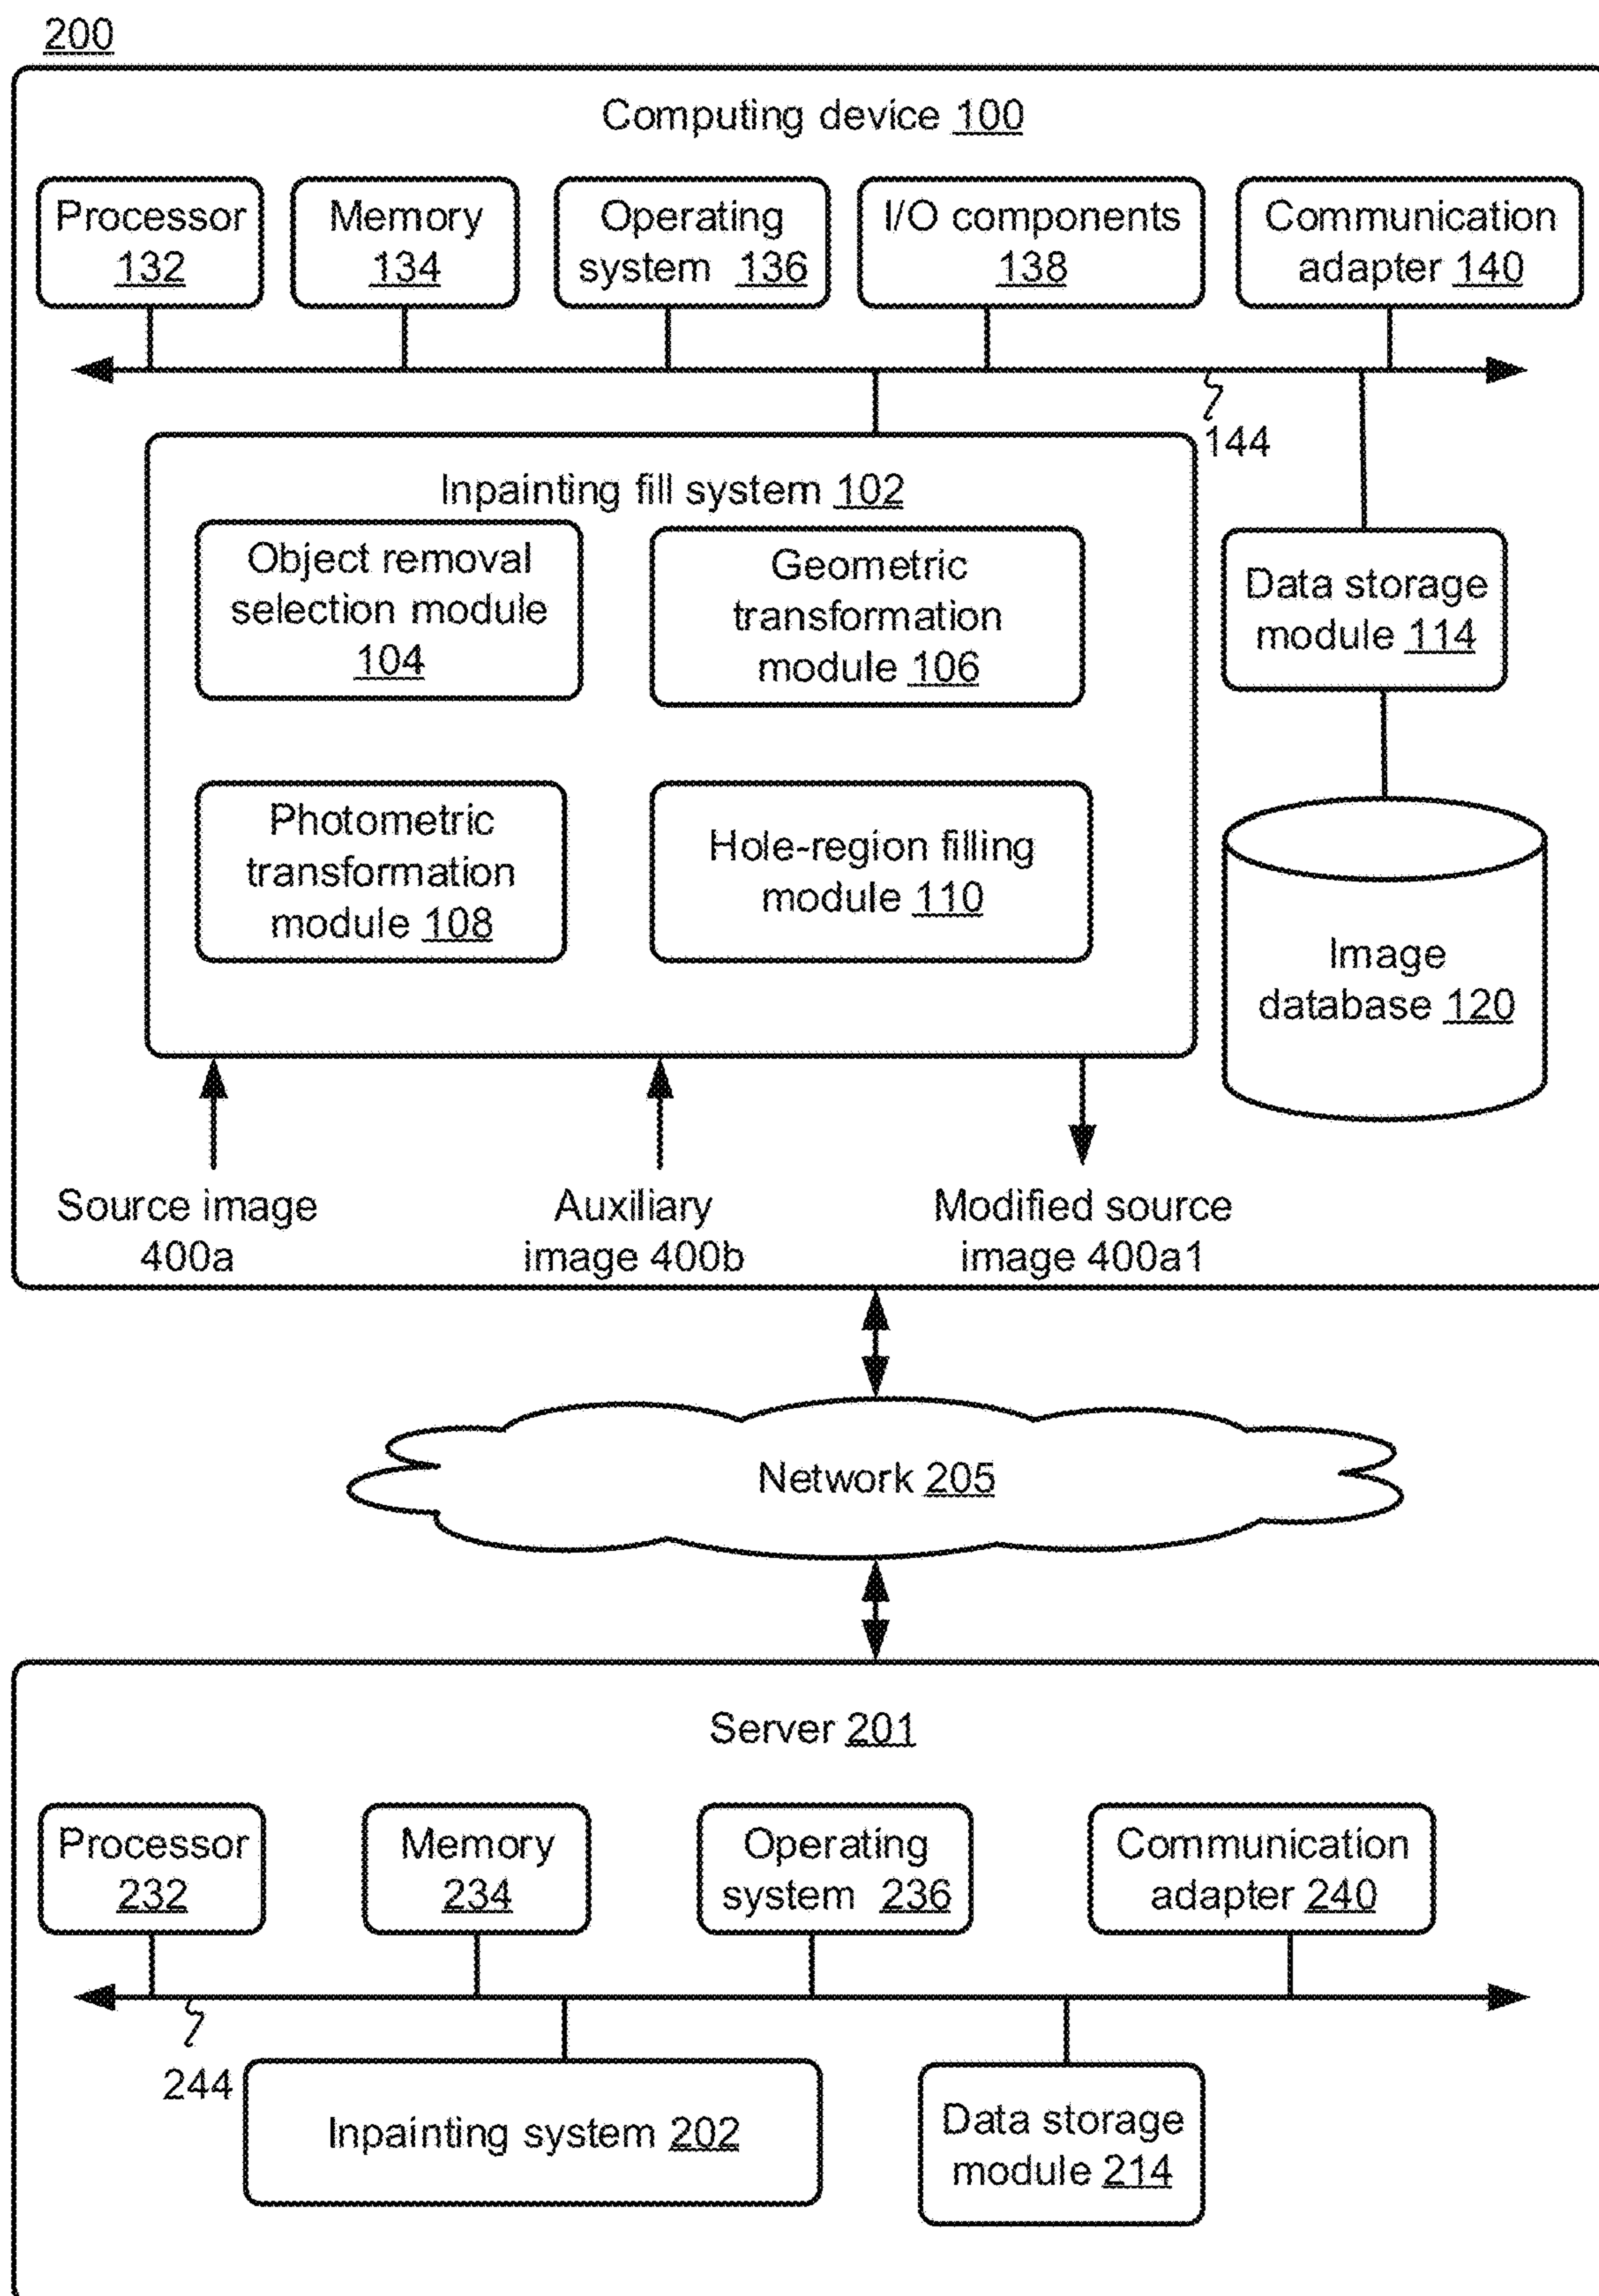 200
Computing device 100
Processor
132
Memory
134
Operating
system 136
I/O components
138
Communication
adapter 140
144
Inpainting fill system 102
Object removal
selection module
104
Geometric
transformation
module 106
Data storage
module 114
Photometric
transformation
module 108
Hole-region filling
module 110
Image
database 120
Source image
400a
Auxiliary
image 400b
Modified source
image 400a1
Network 205
Server 201
Processor
232
Memory
234
Operating
system 236
Communication
adapter 240
244
Inpainting system 202
Data storage
module 214